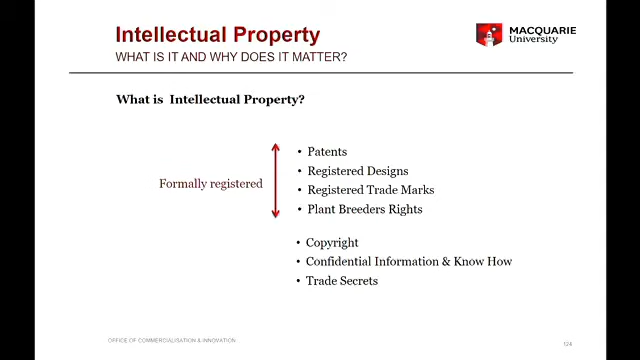 Intellectual Property
WHAT IS IT AND WHY DOES IT MATTER?
MACQUARIE
University
What is Intellectual Property?
Formally registered
• Patents
• Registered Designs
• Registered Trade Marks
• Plant Breeders Rights
• Copyright
• Confidential Information & Know How
• Trade Secrets
OFFICE OF COMMERCIALISATION & INNOVATION
124